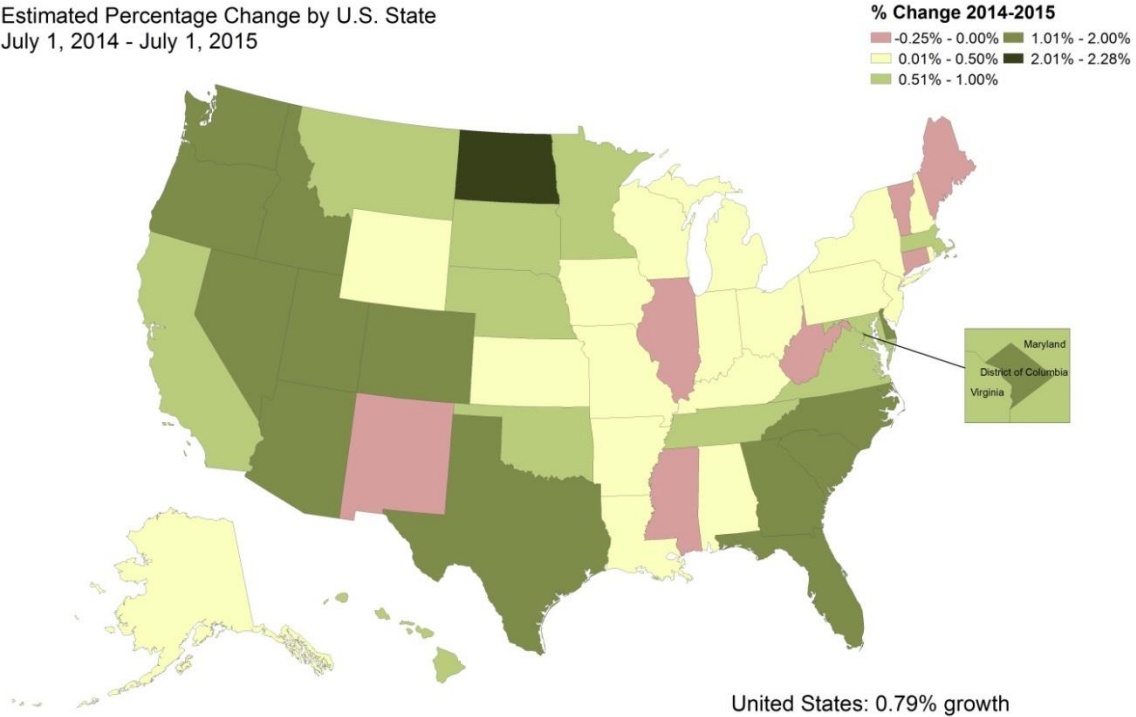 Estimated Percentage Change by U.S. State
July 1, 2014 - July 1, 2015
% Change 2014-2015
-0.25% - 0.00% 1.01% - 2.00%
0.01% - 0.50% 2.01% - 2.28%
0.51% - 1.00%
Maryland
District of Columbia
Virginia
United States: 0.79% growth